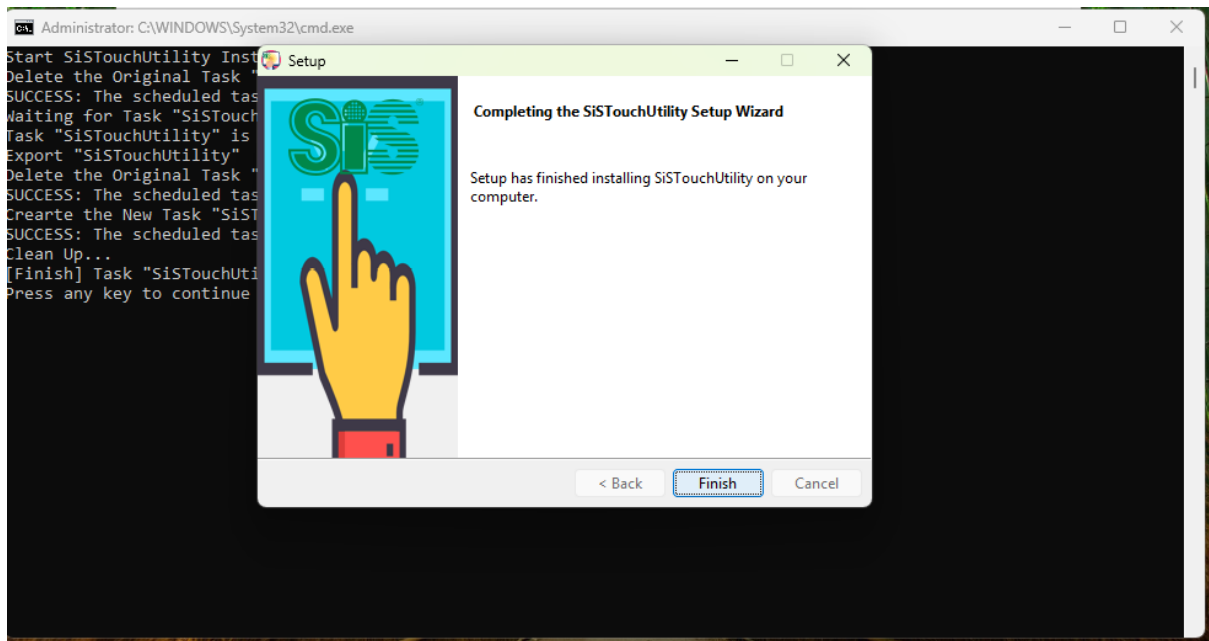 Administrator: C:\WINDOWS\System32\cmd.exe
Start SiSTouchUtility Inst
Delete the Original Task "
SUCCESS: The scheduled tas
Waiting for Task "SiSTouch
Task "SiSTouchUtility" is
Export "SiSTouchUtility"
Delete the Original Task "
SUCCESS: The scheduled tas
Crearte the New Task "SiST
SUCCESS: The scheduled tas
Clean Up...
[Finish] Task "SiSTouchUti
Press any key to continue
Setup
SiS
Completing the SiSTouchUtility Setup Wizard
Setup has finished installing SiSTouchUtility on your
computer.
< Back
Finish
Cancel